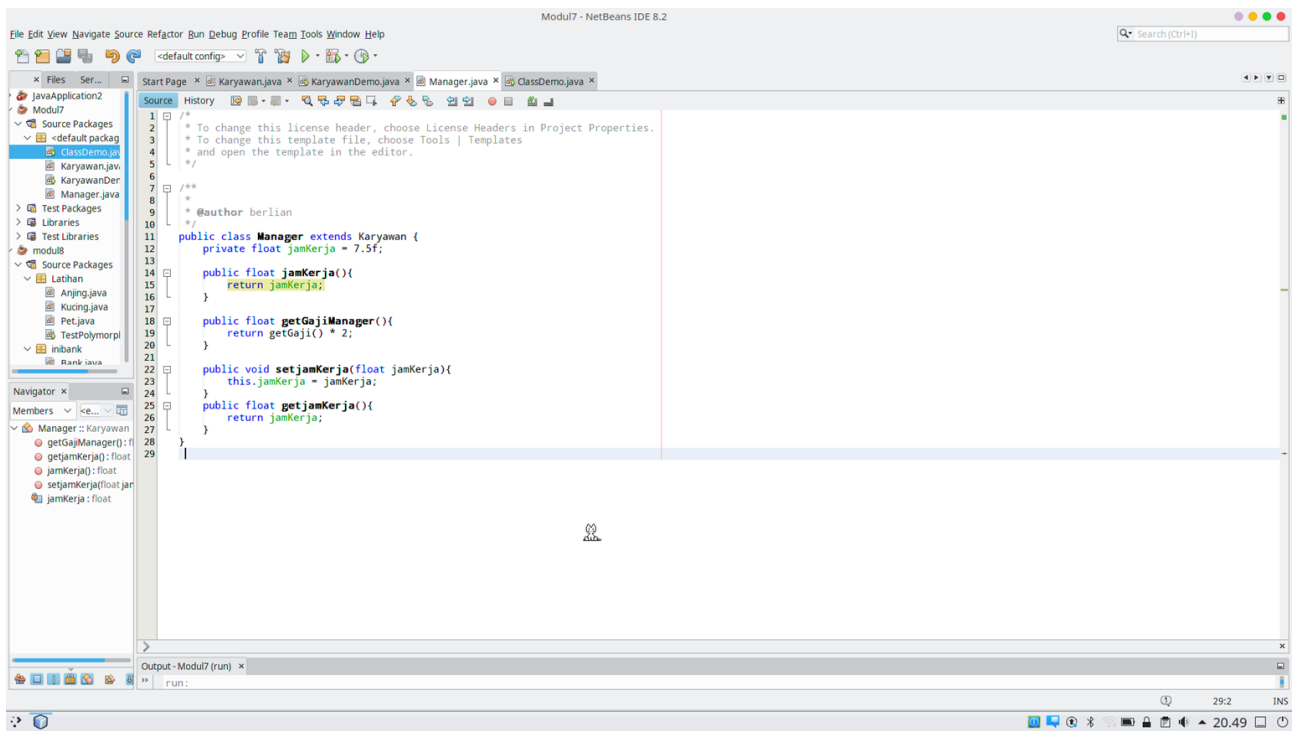 Modul7 - NetBeans IDE 8.2
File Edit View Navigate Source Refactor Run Debug Profile Team Tools Window Help
Search (Ctrl+I)
<default config>
Files Ser...
Start Page Karyawan.java KaryawanDemo.java Manager.java ClassDemo.java
JavaApplication2
Modul7
Source Packages
<default packag
ClassDemo.jav
Karyawan.java
KaryawanDer
Manager.java
Test Packages
Libraries
Test Libraries
modul8
Source Packages
Latihan
Anjing.java
Kucing.java
Pet.java
TestPolymorpl
inibank
Bank.java
Source History
1 /*
2 * To change this license header, choose License Headers in Project Properties.
3 * To change this template file, choose Tools | Templates
4 * and open the template in the editor.
5 */
6
7 /**
8 *
9 * @author berlian
10 */
11 public class Manager extends Karyawan {
12 private float jamKerja = 7.5f;
13
14 public float jamKerja(){
15 return jamKerja;
16 }
17
18 public float getGajiManager(){
19 return getGaji() * 2;
20 }
21
22 public void setjamKerja(float jamKerja){
23 this.jamKerja = jamKerja;
24 }
25 public float getjamKerja(){
26 return jamKerja;
27 }
28 }
29
Navigator
Members <e...
Manager :: Karyawan
getGajiManager() : fl
getjamKerja() : float
jamKerja() : float
setjamKerja(float jar
jamKerja : float
Output - Modul7 (run)
run:
29:2 INS
20.49